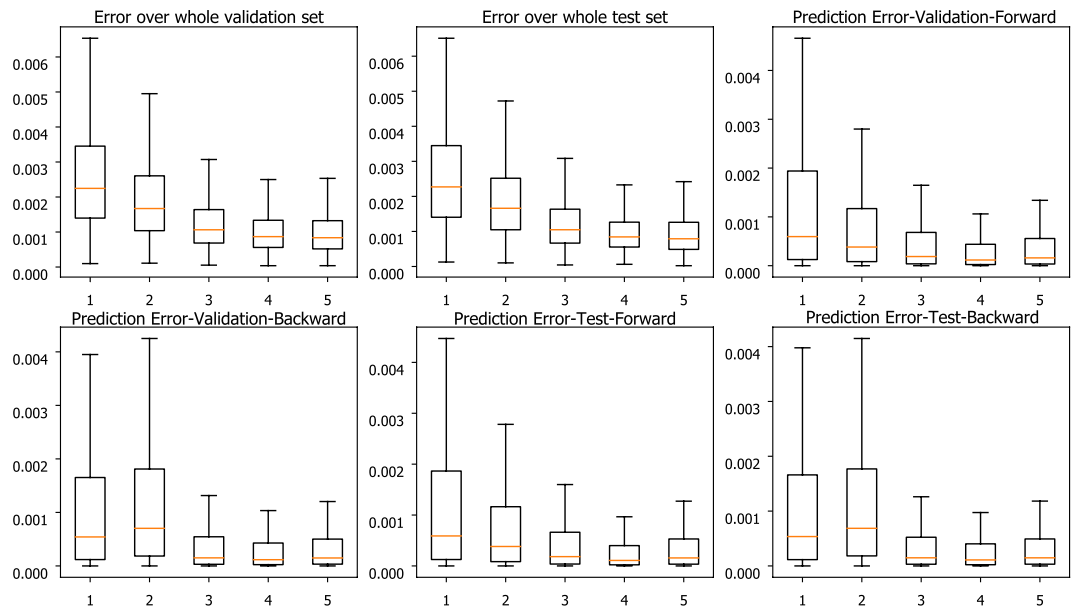 Error over whole validation set
0.006
0.005
0.004
0.003
0.002
0.001
0.000
1 2 3 4 5
Error over whole test set
0.006
0.005
0.004
0.003
0.002
0.001
0.000
1 2 3 4 5
Prediction Error-Validation-Forward
0.004
0.003
0.002
0.001
0.000
1 2 3 4 5
Prediction Error-Validation-Backward
0.004
0.003
0.002
0.001
0.000
1 2 3 4 5
Prediction Error-Test-Forward
0.004
0.003
0.002
0.001
0.000
1 2 3 4 5
Prediction Error-Test-Backward
0.004
0.003
0.002
0.001
0.000
1 2 3 4 5